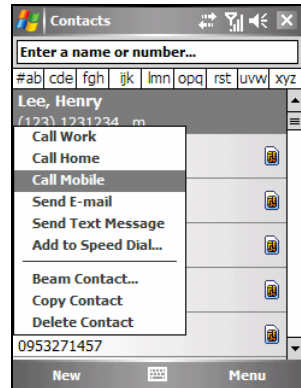 Contacts
Enter a name or number...
#ab cde fgh ijk lmn opq rst uvw xyz
Lee, Henry
(123) 1231234 m
Call Work
Call Home
Call Mobile
Send E-mail
Send Text Message
Add to Speed Dial...
Beam Contact...
Copy Contact
Delete Contact
0953271457
New Menu